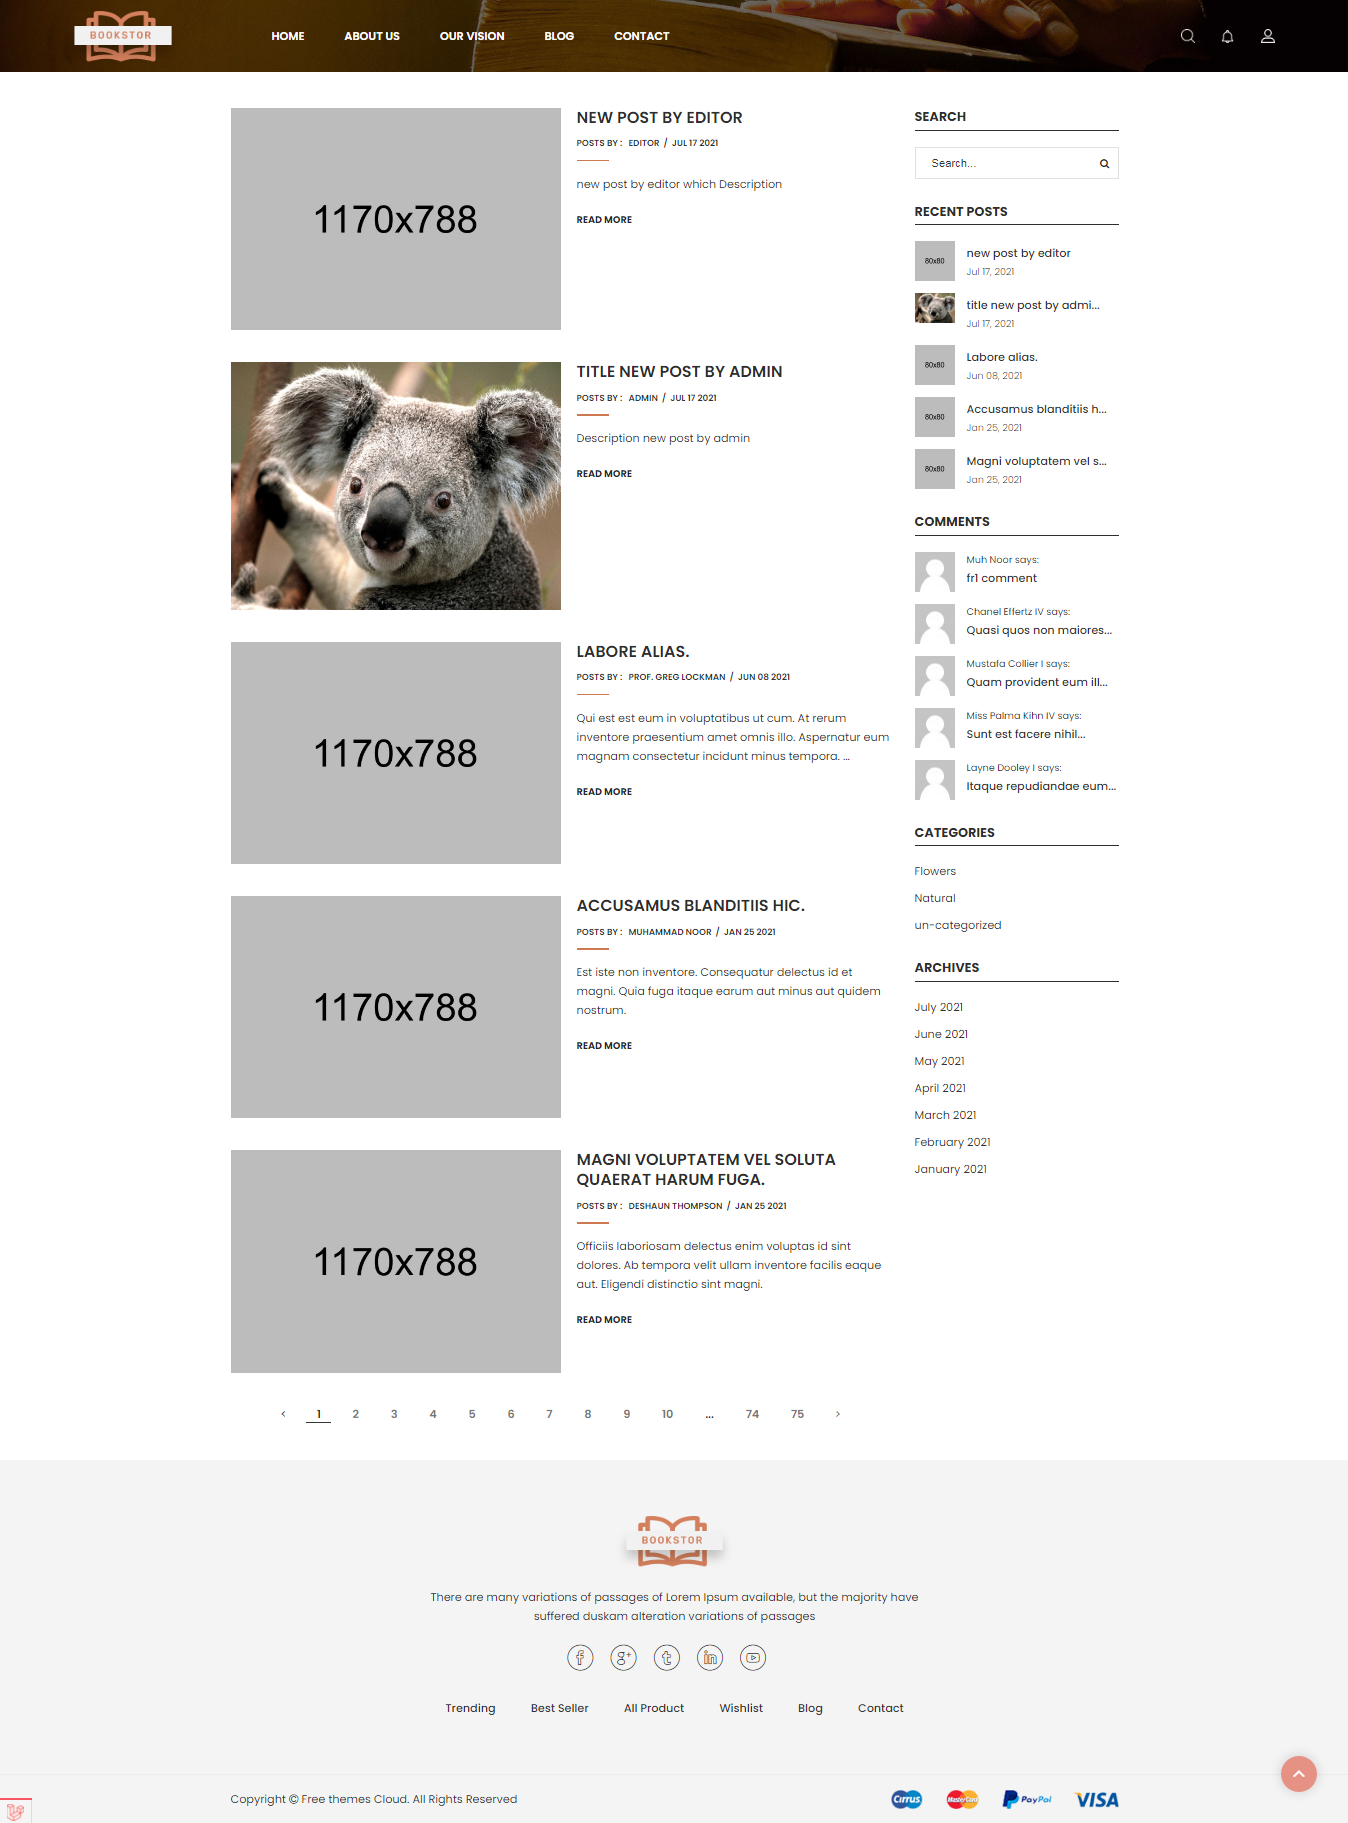 BOOKSTOR
HOME
ABOUT US
OUR VISION
BLOG
CONTACT
1170x788
NEW POST BY EDITOR
POSTS BY : EDITOR / JUL 17 2021
new post by editor which Description
READ MORE
TITLE NEW POST BY ADMIN
POSTS BY : ADMIN / JUL 17 2021
Description new post by admin
READ MORE
1170x788
LABORE ALIAS.
POSTS BY : PROF. GREG LOCKMAN / JUN 08 2021
Qui est est eum in voluptatibus ut cum. At rerum
inventore praesentium amet omnis illo. Aspernatur eum
magnam consectetur incidunt minus tempora. ...
READ MORE
1170x788
ACCUSAMUS BLANDITIIS HIC.
POSTS BY : MUHAMMAD NOOR / JAN 25 2021
Est iste non inventore. Consequatur delectus id et
magni. Quia fuga itaque earum aut minus aut quidem
nostrum.
READ MORE
1170x788
MAGNI VOLUPTATEM VEL SOLUTA
QUAERAT HARUM FUGA.
POSTS BY : DESHAUN THOMPSON / JAN 25 2021
Officiis laboriosam delectus enim voluptas id sint
dolores. Ab tempora velit ullam inventore facilis eaque
aut. Eligendi distinctio sint magni.
READ MORE
‹ 1 2 3 4 5 6 7 8 9 10 ... 74 75 ›
SEARCH
Search...
RECENT POSTS
80x80
new post by editor
Jul 17, 2021
title new post by admi...
Jul 17, 2021
80x80
Labore alias.
Jun 08, 2021
80x80
Accusamus blanditiis h...
Jan 25, 2021
80x80
Magni voluptatem vel s...
Jan 25, 2021
COMMENTS
Muh Noor says:
fr1 comment
Chanel Effertz IV says:
Quasi quos non maiores...
Mustafa Collier I says:
Quam provident eum ill...
Miss Palma Kihn IV says:
Sunt est facere nihil...
Layne Dooley I says:
Itaque repudiandae eum...
CATEGORIES
Flowers
Natural
un-categorized
ARCHIVES
July 2021
June 2021
May 2021
April 2021
March 2021
February 2021
January 2021
BOOKSTOR
There are many variations of passages of Lorem Ipsum available, but the majority have
suffered duskam alteration variations of passages
Trending
Best Seller
All Product
Wishlist
Blog
Contact
Copyright © Free themes Cloud. All Rights Reserved
Cirrus
MasterCard
PayPal
VISA